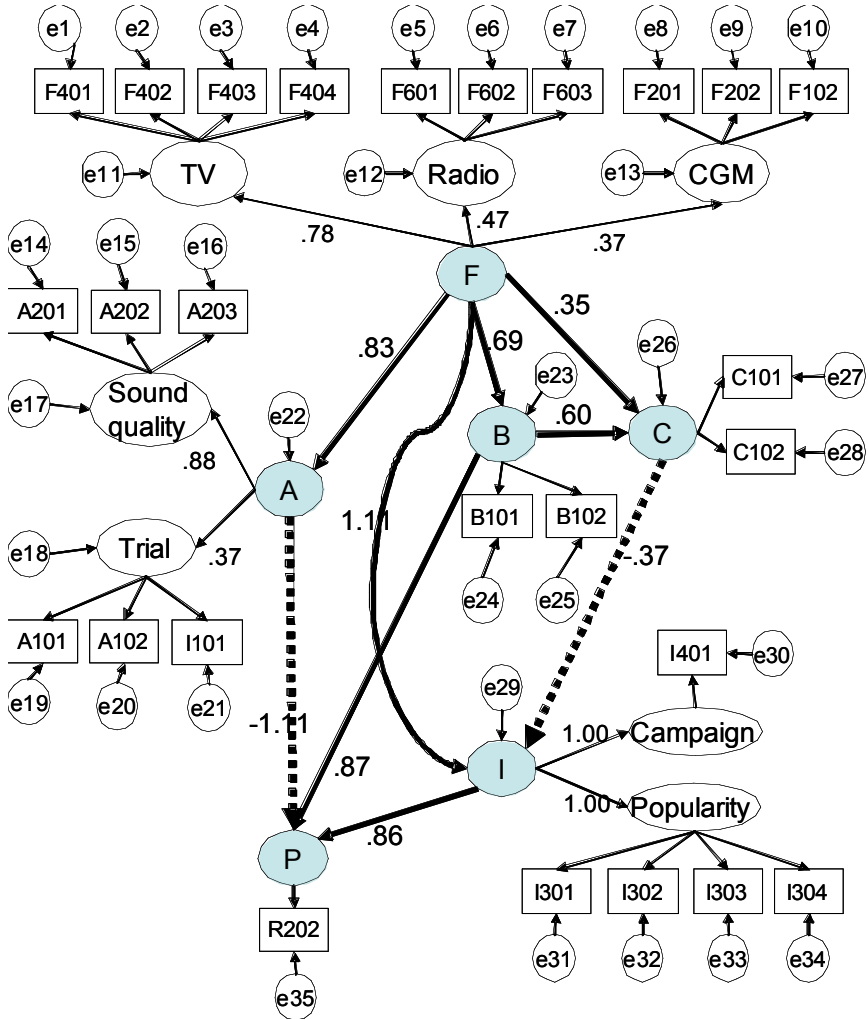 e1 e2 e3 e4 e5 e6 e7 e8 e9 e10
F401 F402 F403 F404 F601 F602 F603 F201 F202 F102
e11 TV e12 Radio e13 CGM
.78 .47 .37
e14 e15 e16
F
A201 A202 A203
.83 .69 .35
e26
e23
C101 e27
e17 Sound
quality
e22
B .60 C
C102 e28
.88
A
1.11
B101 B102
e18 Trial .37
-.37
e24 e25
A101 A102 I101
I401 e30
e19 e20 e21
e29
-1.11
1.00 Campaign
.87
I
1.00 Popularity
.86
P
I301 I302 I303 I304
R202
e31 e32 e33 e34
e35